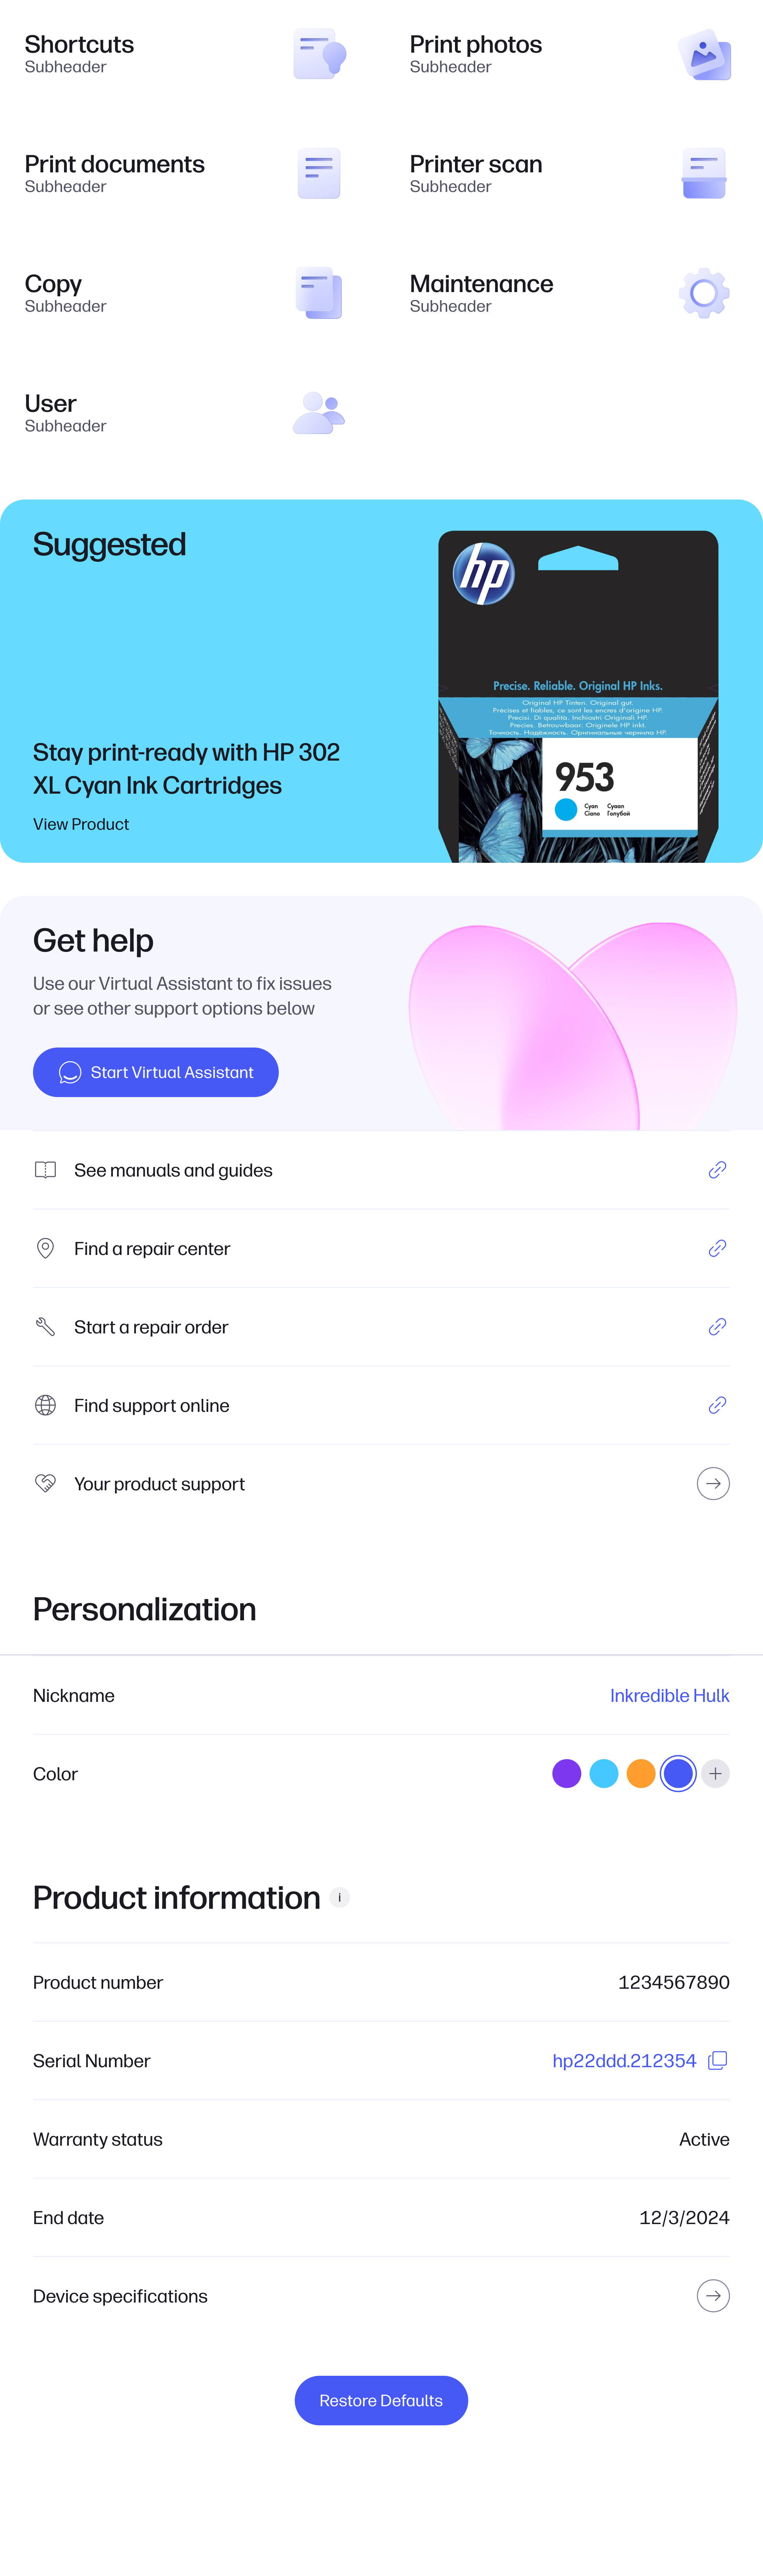 Shortcuts
Subheader
Print photos
Subheader
Print documents
Subheader
Printer scan
Subheader
Copy
Subheader
Maintenance
Subheader
User
Subheader
Suggested
Stay print-ready with HP 302
XL Cyan Ink Cartridges
View Product
hp
Precise. Reliable. Original HP Inks.
Original HP Tinten. Original gut.
Précises et fiables, ce sont les encres d'origine HP.
Precisi. Di qualità. Inchiostri Originali HP.
Precies. Betrouwbaar. Originele HP inkt.
Точность. Надёжность. Оригинальные чернила HP.
953
Cyan Cyaan
Ciano Голубой
Get help
Use our Virtual Assistant to fix issues
or see other support options below
Start Virtual Assistant
See manuals and guides
Find a repair center
Start a repair order
Find support online
Your product support
Personalization
Nickname Inkredible Hulk
Color
Product information i
Product number 1234567890
Serial Number hp22ddd.212354
Warranty status Active
End date 12/3/2024
Device specifications
Restore Defaults